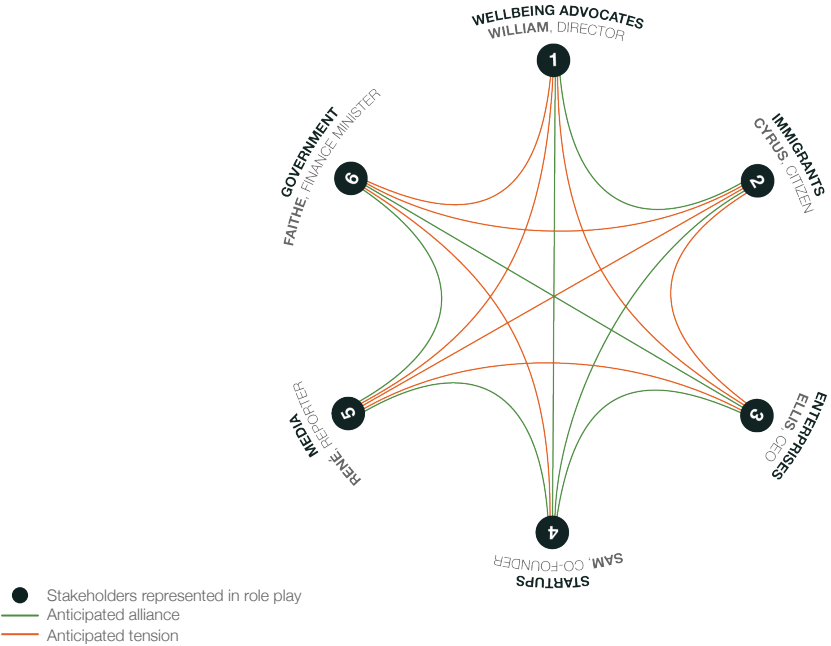 WELLBEING ADVOCATES
WILLIAM, DIRECTOR
1
IMMIGRANTS
CYRUS, CITIZEN
2
ENTERPRISES
ELLIS, CEO
3
4
SAM, CO-FOUNDER
STARTUPS
5
MEDIA
RENÉ, REPORTER
6
GOVERNMENT
FAITHE, FINANCE MINISTER
Stakeholders represented in role play
Anticipated alliance
Anticipated tension